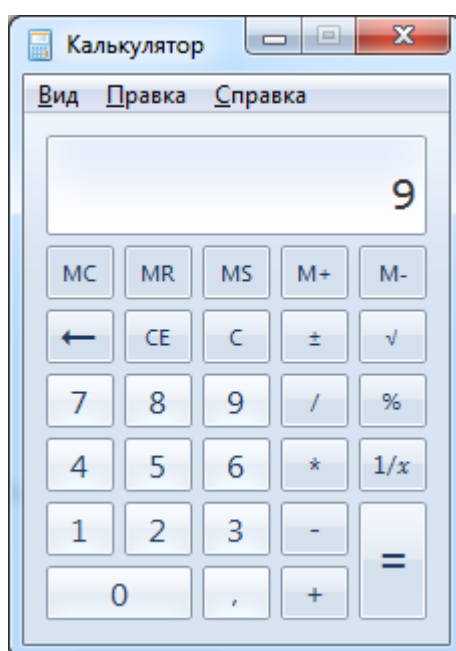 Калькулятор
Вид Правка Справка
9
MC MR MS M+ M-
← CE C ± √
7 8 9 / %
4 5 6 * 1/x
1 2 3 - =
0 , +